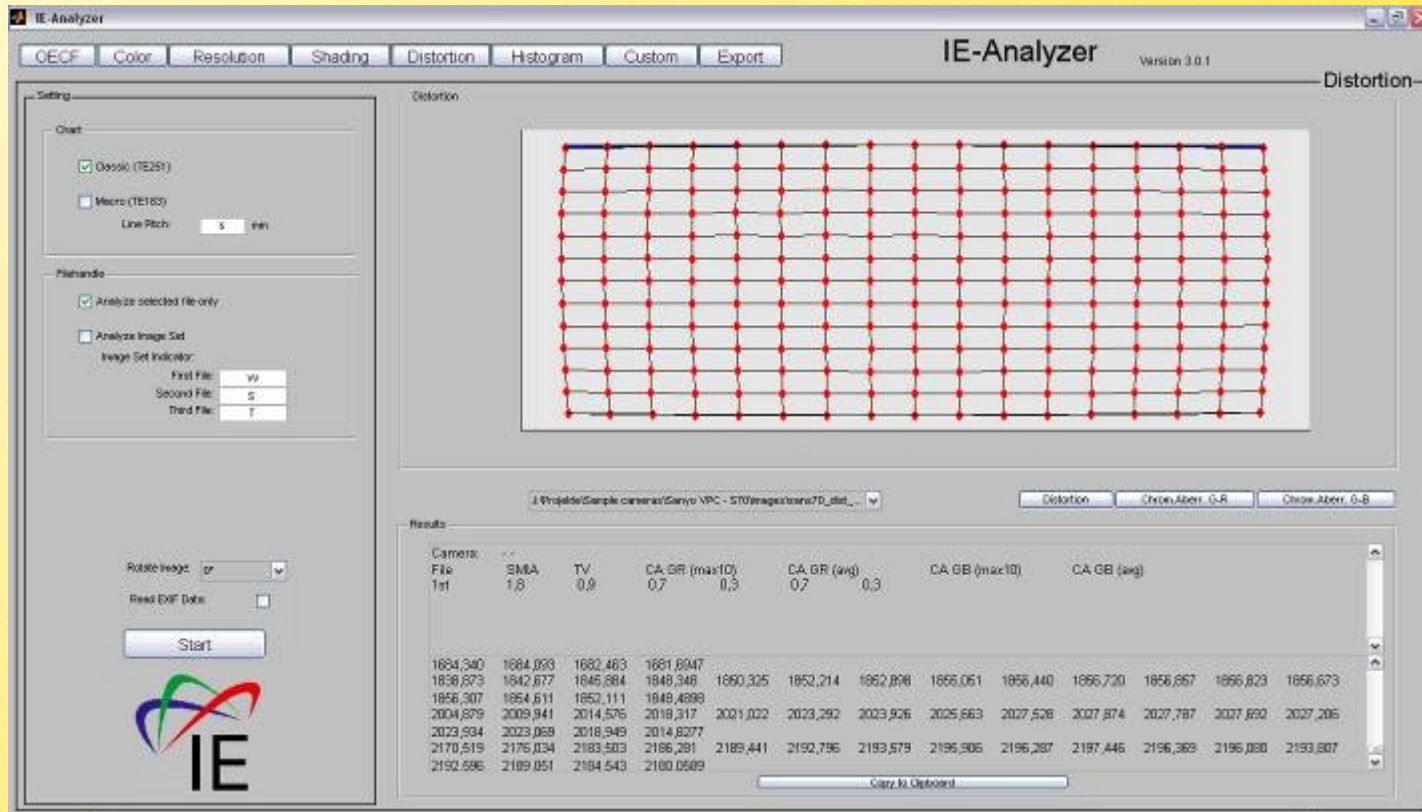 IE-Analyzer
OECF Color Resolution Shading Distortion Histogram Custom Export
IE-Analyzer Version 3.0.1
Distortion
Setting
Chart
Classic (TE251)
Macro (TE183)
Line Pitch: mm
Filehandle
Analyze selected file only
Analyze Image Set
Image Set Indicator:
First File: W
Second File: S
Third File: T
Rotate Image: 0°
Read EXIF Data:
Start
IE
Distortion
Distortion Chrom.Aberr. G-R Chrom.Aberr. G-B
Results
Camera: - -
File SMIA TV CA GR (max10) CA GR (avg) CA GB (max10) CA GB (avg)
1st 1,8 0,9 0,7 0,3 0,7 0,3
1684,340 1684,093 1682,463 1681,6947
1838,673 1842,677 1845,884 1848,348 1850,325 1852,214 1852,898 1855,051 1856,440 1856,720 1856,867 1856,823 1856,673
1856,307 1854,611 1852,111 1848,4898
2004,879 2009,941 2014,576 2018,317 2021,022 2023,292 2023,926 2025,663 2027,528 2027,874 2027,787 2027,692 2027,206
2023,934 2023,069 2018,949 2014,8277
2170,519 2176,034 2183,503 2186,281 2189,441 2192,796 2193,579 2195,906 2196,287 2197,446 2196,369 2196,080 2193,807
2192,596 2189,051 2184,543 2180,0589
Copy to Clipboard